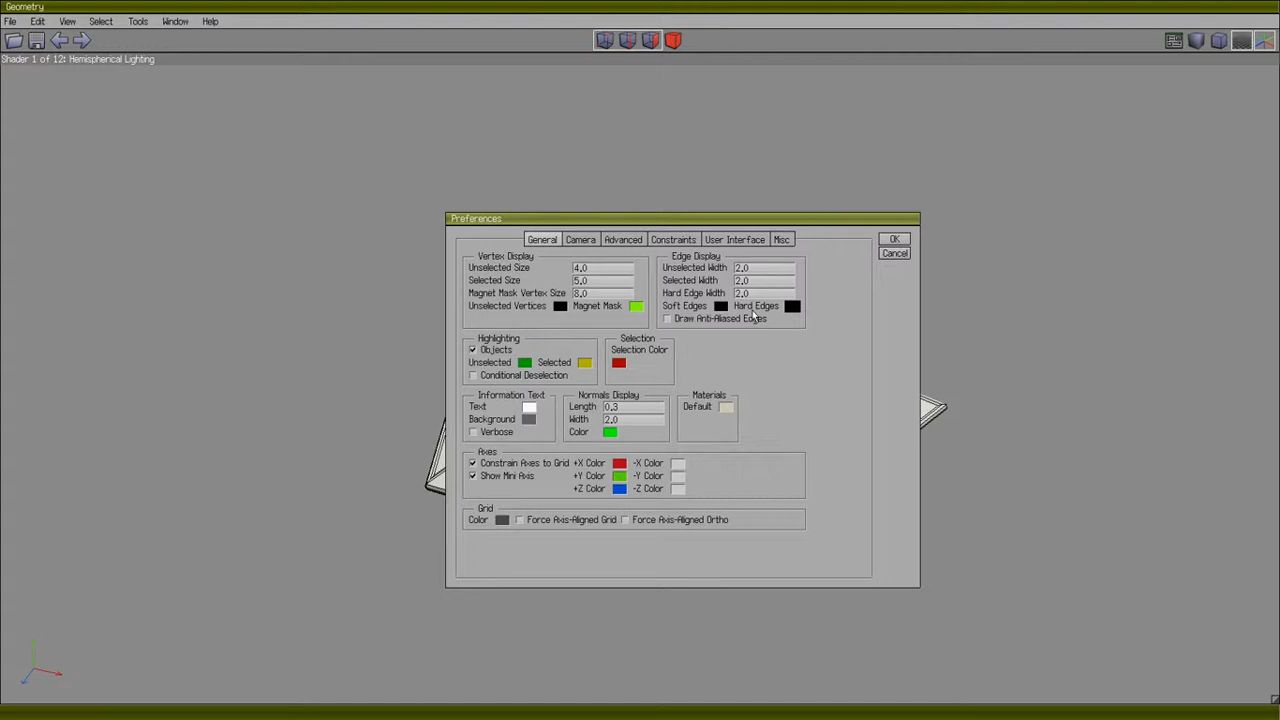 Geometry
File Edit View Select Tools Window Help
Shader 1 of 12: Hemispherical Lighting
Preferences
General Camera Advanced Constraints User Interface Misc
OK
Cancel
Vertex Display
Unselected Size 4.0
Selected Size 5.0
Magnet Mask Vertex Size 8.0
Unselected Vertices Magnet Mask
Edge Display
Unselected Width 2.0
Selected Width 2.0
Hard Edge Width 2.0
Soft Edges Hard Edges
Draw Anti-Aliased Edges
Highlighting
Objects
Unselected Selected
Conditional Deselection
Selection
Selection Color
Information Text
Text
Background
Verbose
Normals Display
Length 0.3
Width 2.0
Color
Materials
Default
Axes
Constrain Axes to Grid +X Color -X Color
Show Mini Axis +Y Color -Y Color
+Z Color -Z Color
Grid
Color Force Axis-Aligned Grid Force Axis-Aligned Ortho